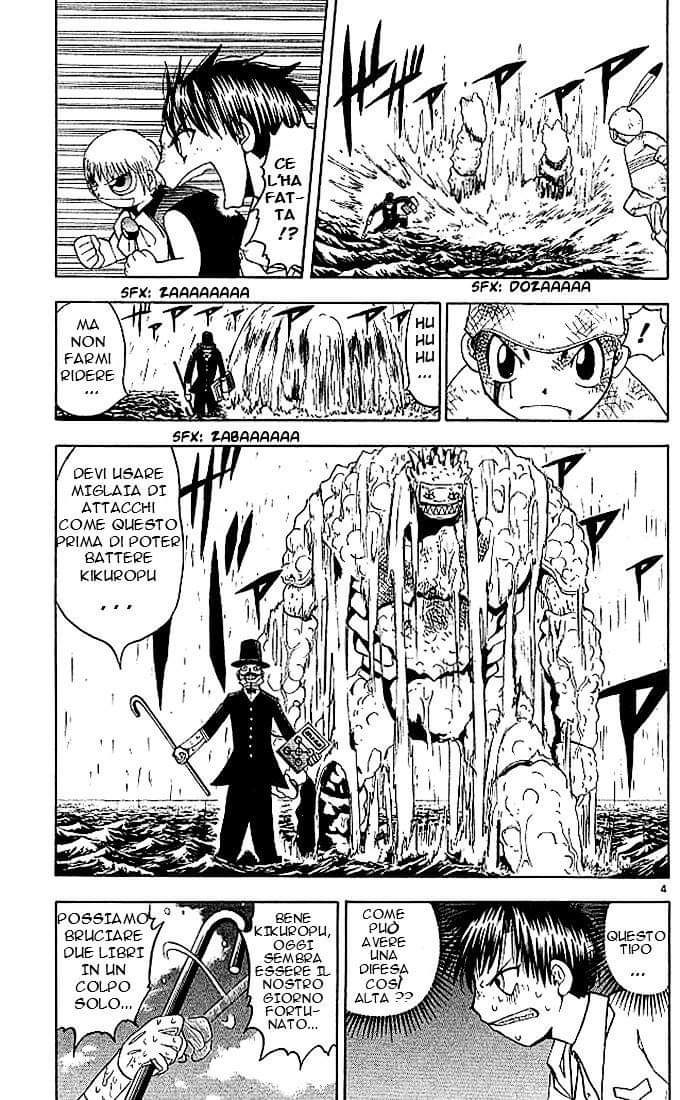 SFX: DOZAAAAA
CE
L'HA
FAT-
TA
!?
!
SFX: ZAAAAAAAA
HU
HU
HU
...
MA
NON
FARMI
RIDERE
...
SFX: ZABAAAAAA
DEVI USARE
MIGLAIA DI
ATTACCHI
COME QUESTO
PRIMA DI POTER
BATTERE
KIKUROPU
...
4
QUESTO
TIPO
...
COME
PUÒ
AVERE
UNA
DIFESA
COSÌ
ALTA ??
BENE
KIKUROPU,
OGGI
SEMBRA
ESSERE IL
NOSTRO
GIORNO
FORTU-
NATO...
POSSIAMO
BRUCIARE
DUE LIBRI
IN UN
COLPO
SOLO...